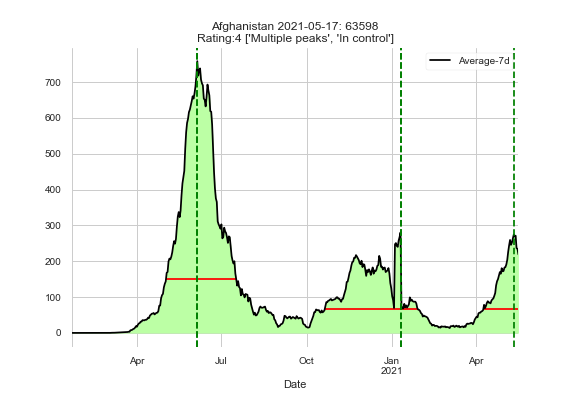 Afghanistan 2021-05-17: 63598
Rating:4 ['Multiple peaks', 'In control']
Average-7d
700
600
500
400
300
200
100
0
Apr
Jul
Oct
Jan
2021
Apr
Date